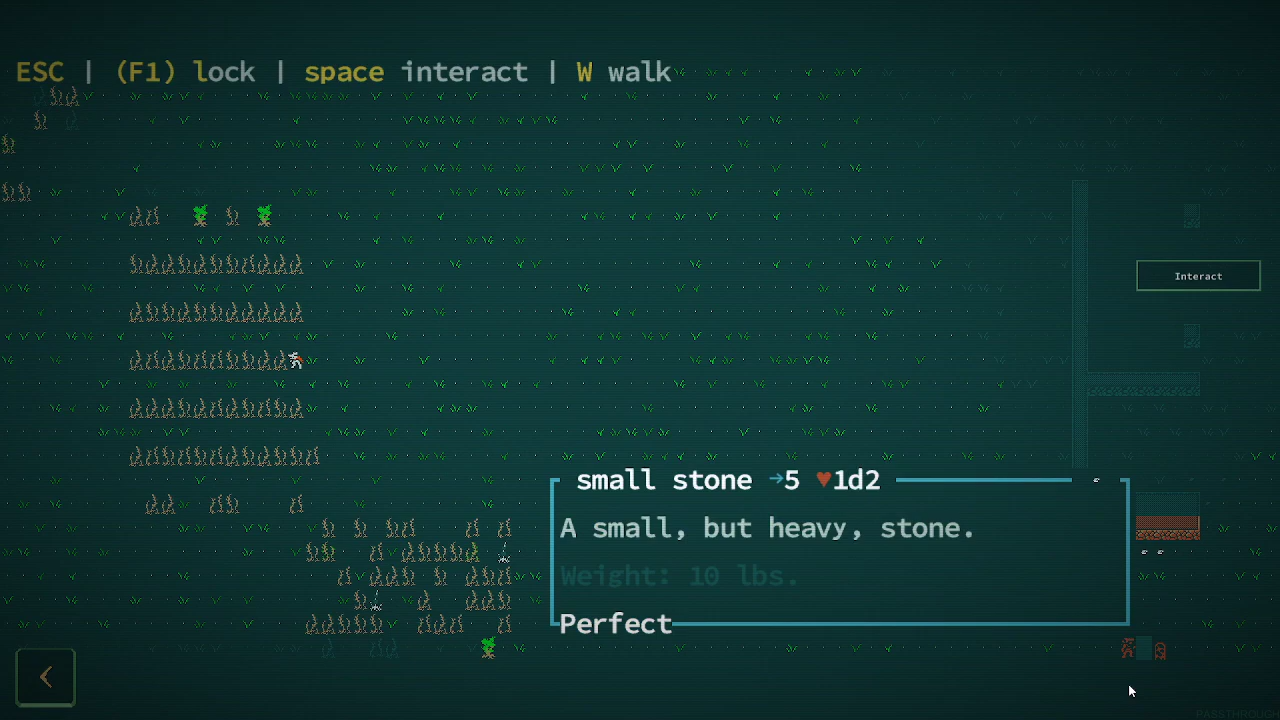 ESC | (F1) lock | space interact | W walk
Interact
small stone →5 ♥1d2
A small, but heavy, stone.
Weight: 10 lbs.
Perfect